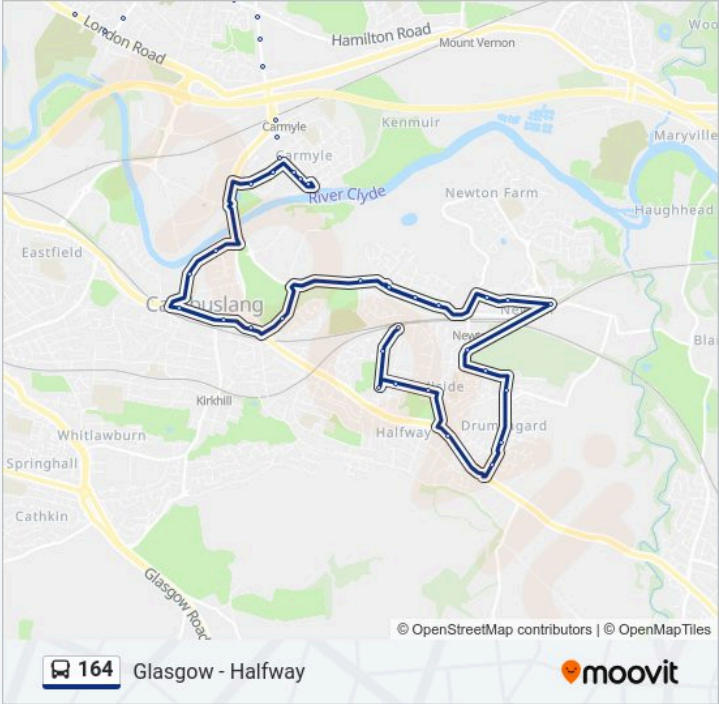 London Road
Hamilton Road
Mount Vernon
Carmyle
Kenmuir
Carmyle
Maryville
River Clyde
Newton Farm
Haughhead
Eastfield
Kirkhill
Halfway
Whitlawburn
Springhall
Cathkin
Glasgow Road
© OpenStreetMap contributors | © OpenMapTiles
164 Glasgow - Halfway
moovit